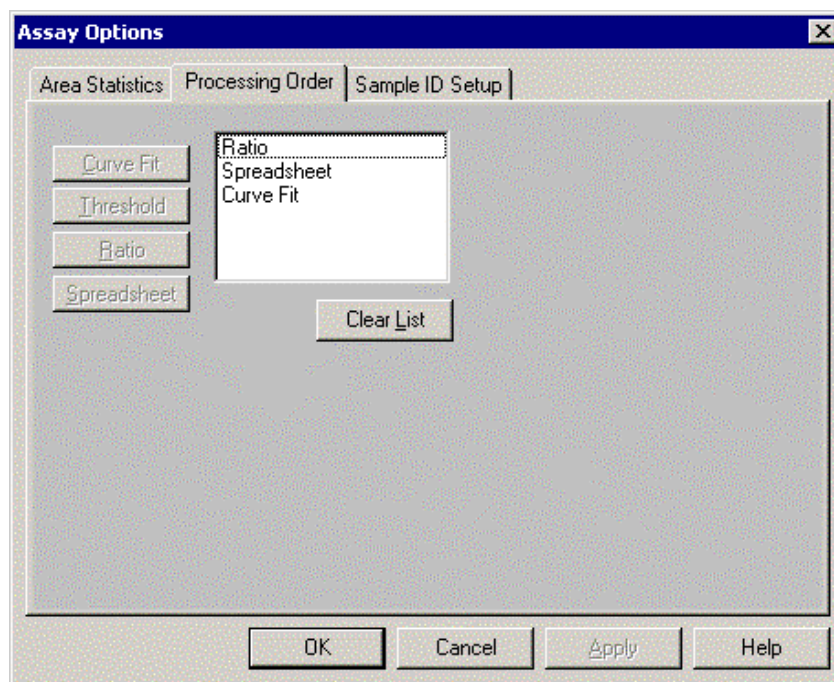 Assay Options
Area Statistics Processing Order Sample ID Setup
Curve Fit
Threshold
Ratio
Spreadsheet
Ratio
Spreadsheet
Curve Fit
Clear List
OK Cancel Apply Help